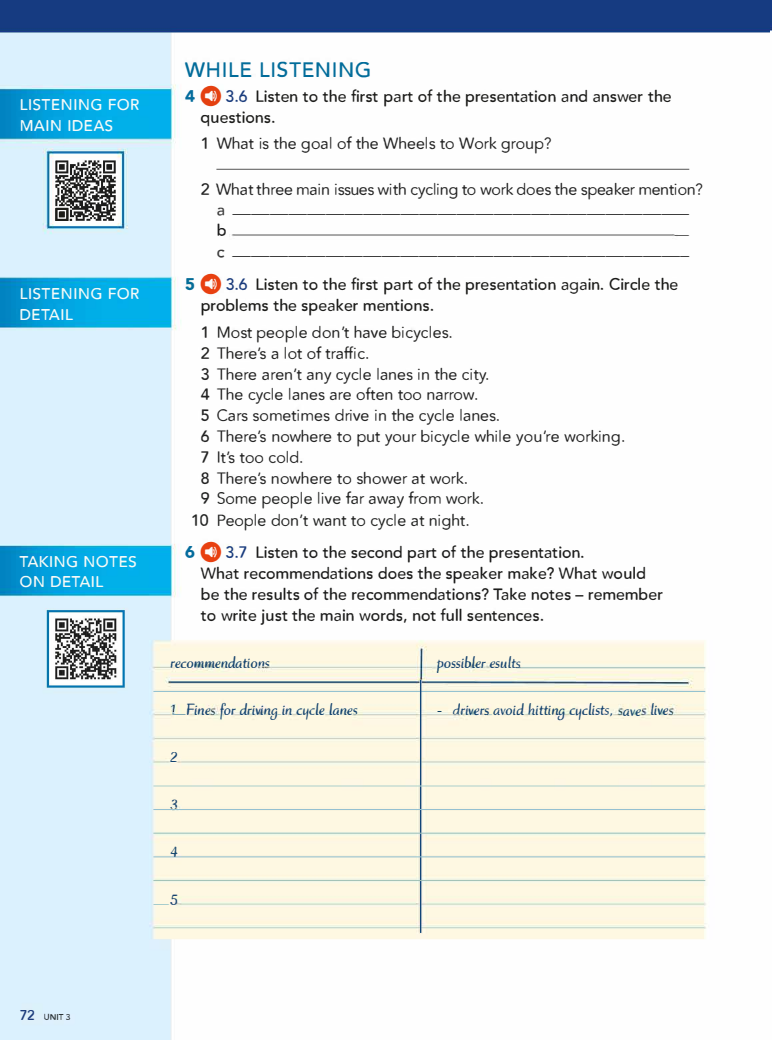 WHILE LISTENING
LISTENING FOR
MAIN IDEAS
4 3.6 Listen to the first part of the presentation and answer the
questions.
1 What is the goal of the Wheels to Work group?
2 What three main issues with cycling to work does the speaker mention?
a
b
c
LISTENING FOR
DETAIL
5 3.6 Listen to the first part of the presentation again. Circle the
problems the speaker mentions.
1 Most people don't have bicycles.
2 There's a lot of traffic.
3 There aren't any cycle lanes in the city.
4 The cycle lanes are often too narrow.
5 Cars sometimes drive in the cycle lanes.
6 There's nowhere to put your bicycle while you're working.
7 It's too cold.
8 There's nowhere to shower at work.
9 Some people live far away from work.
10 People don't want to cycle at night.
TAKING NOTES
ON DETAIL
6 3.7 Listen to the second part of the presentation.
What recommendations does the speaker make? What would
be the results of the recommendations? Take notes – remember
to write just the main words, not full sentences.
recommendations possibler esults
1 Fines for driving in cycle lanes - drivers avoid hitting cyclists, saves lives
2
3
4
5
72 UNIT 3